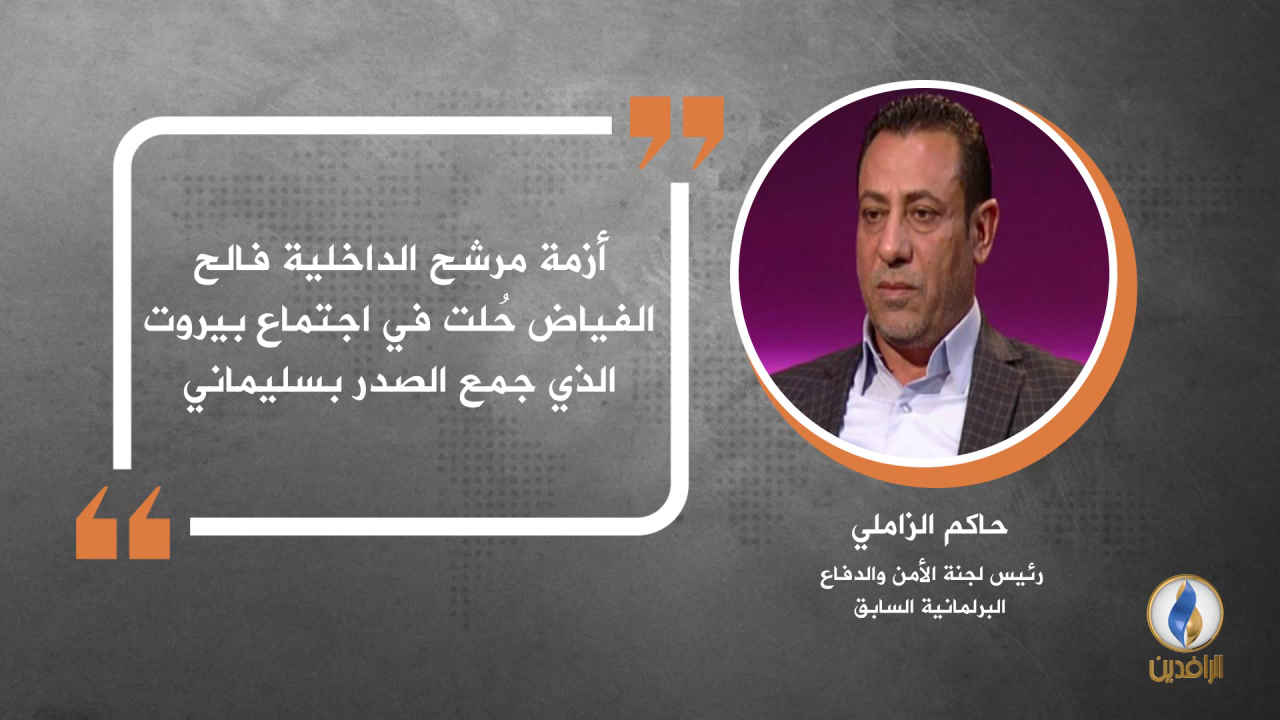 أزمة مرشح الداخلية فالح
الفياض حُلت في اجتماع بيروت
الذي جمع الصدر بسليماني
حاكم الزاملي
رئيس لجنة الأمن والدفاع
البرلمانية السابق
الرافدين